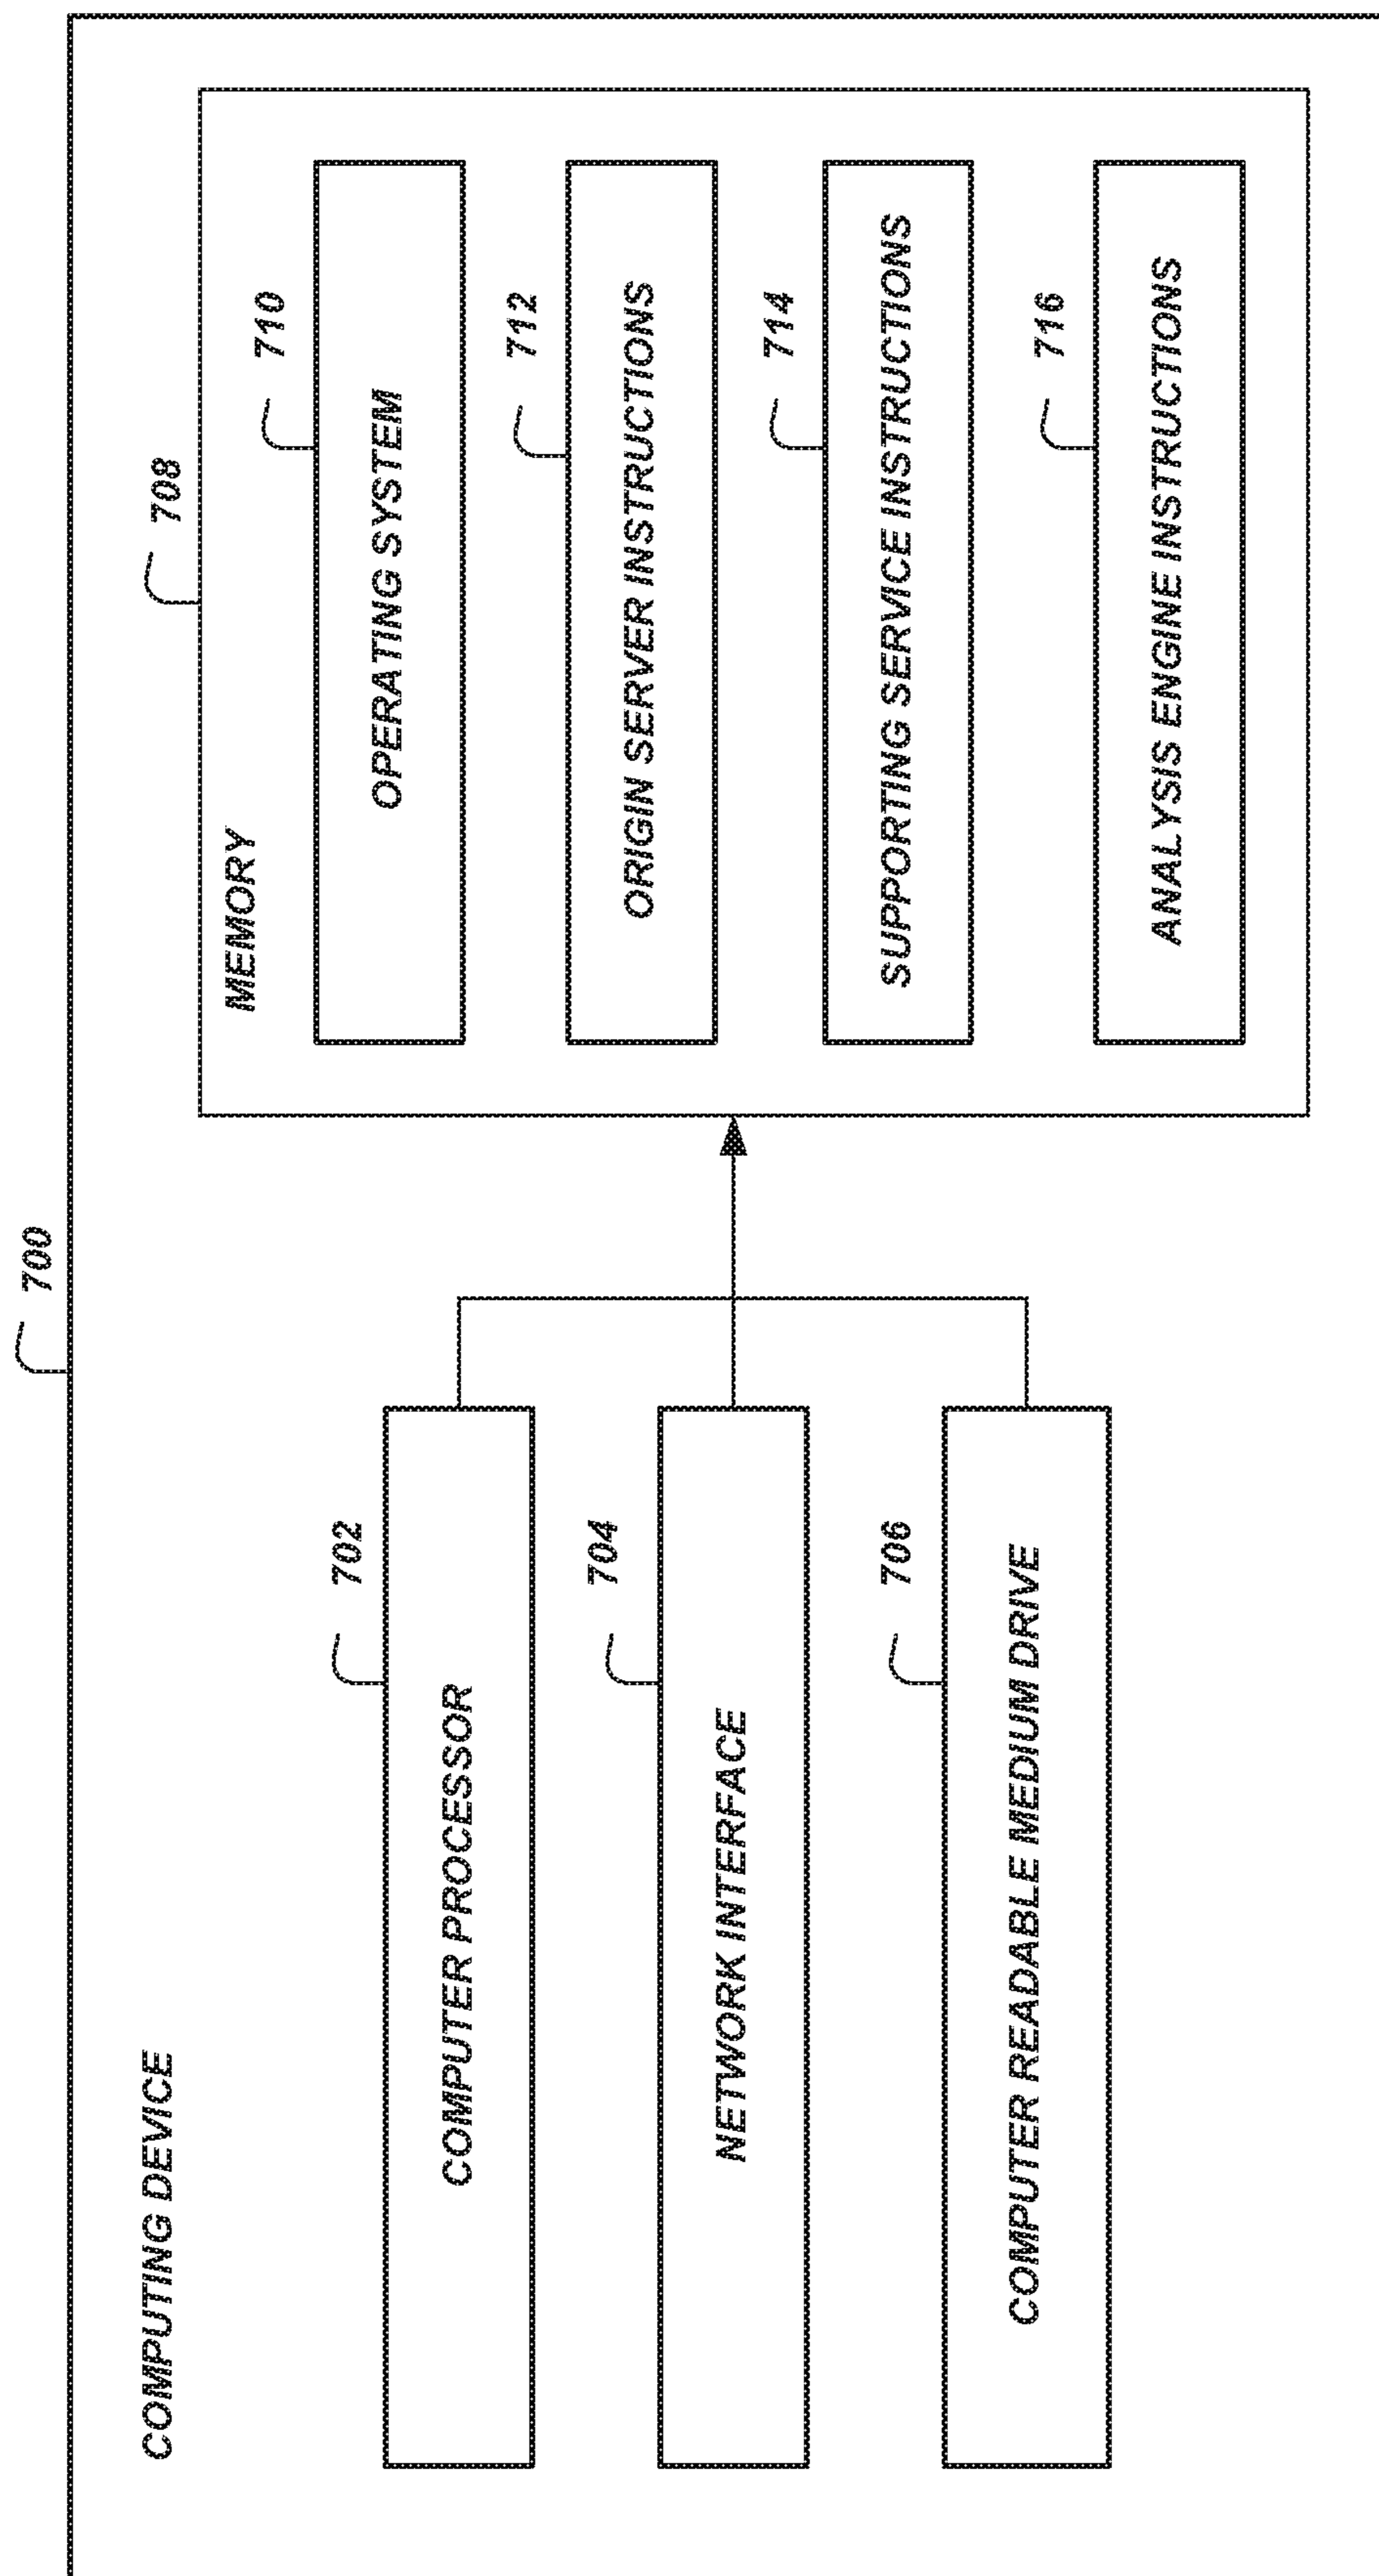 700
COMPUTING DEVICE
702
COMPUTER PROCESSOR
704
NETWORK INTERFACE
706
COMPUTER READABLE MEDIUM DRIVE
708
MEMORY
710
OPERATING SYSTEM
712
ORIGIN SERVER INSTRUCTIONS
714
SUPPORTING SERVICE INSTRUCTIONS
716
ANALYSIS ENGINE INSTRUCTIONS